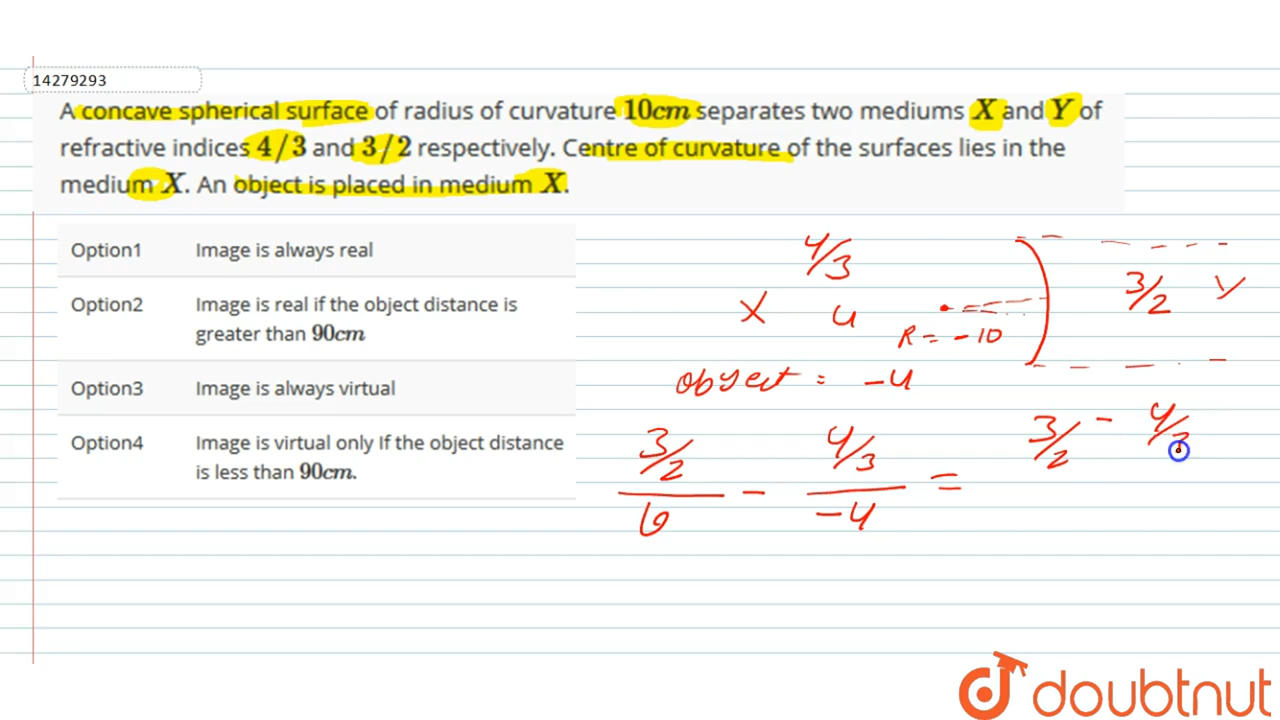 14279293
A concave spherical surface of radius of curvature 10cm separates two mediums X and Y of
refractive indices 4/3 and 3/2 respectively. Centre of curvature of the surfaces lies in the
medium X. An object is placed in medium X.
Option1 Image is always real
Option2 Image is real if the object distance is
greater than 90cm
Option3 Image is always virtual
Option4 Image is virtual only If the object distance
is less than 90cm.
4/3
3/2 Y
X u
R = -10
object = -u
3/2 / v - 4/3 / -u = 3/2 - 4/3
doubtnut